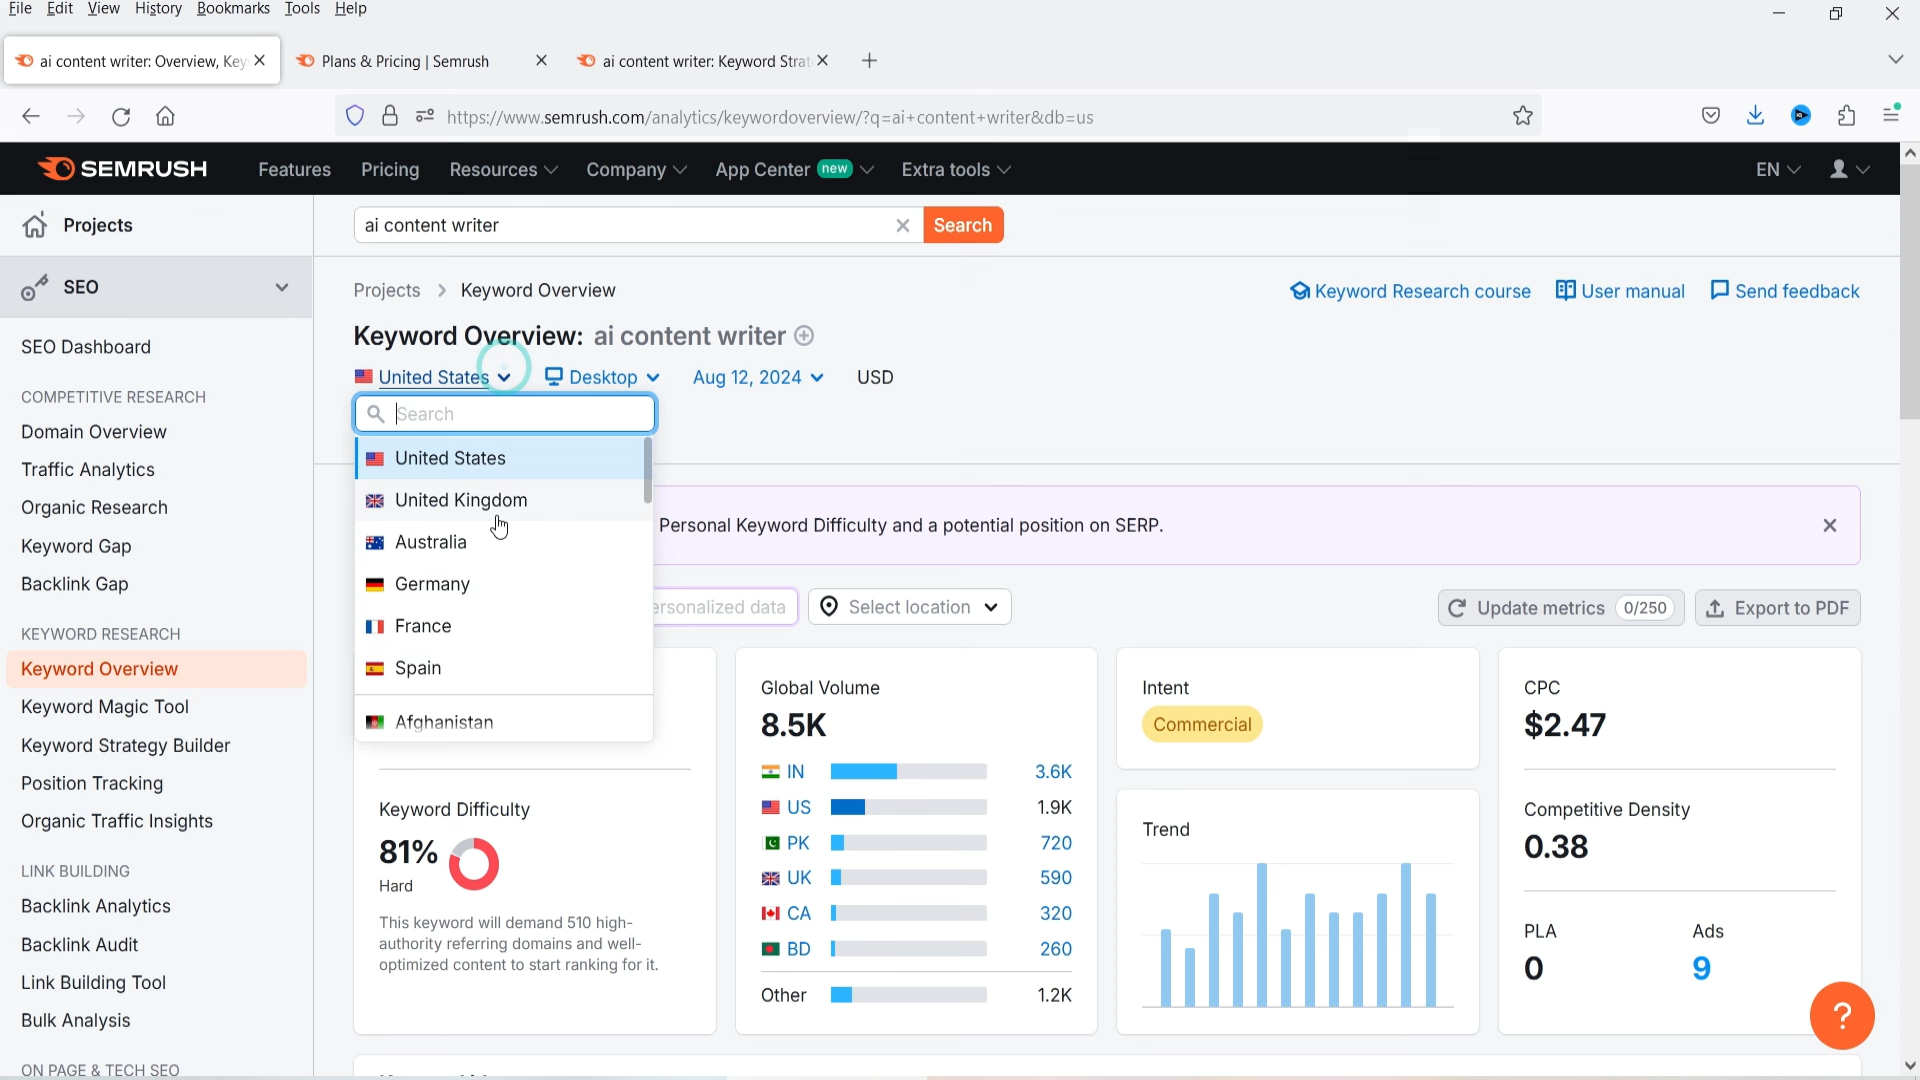 File Edit View History Bookmarks Tools Help
ai content writer: Overview, Key
Plans & Pricing | Semrush
ai content writer: Keyword Strat
https://www.semrush.com/analytics/keywordoverview/?q=ai+content+writer&db=us
SEMRUSH Features Pricing Resources Company App Center new Extra tools EN
Projects
ai content writer
Search
SEO
Projects > Keyword Overview
Keyword Research course
User manual
Send feedback
Keyword Overview: ai content writer
United States
Desktop
Aug 12, 2024
USD
Search
United States
United Kingdom
Australia
Germany
France
Spain
Afghanistan
SEO Dashboard
COMPETITIVE RESEARCH
Domain Overview
Traffic Analytics
Organic Research
Keyword Gap
Backlink Gap
KEYWORD RESEARCH
Keyword Overview
Keyword Magic Tool
Keyword Strategy Builder
Position Tracking
Organic Traffic Insights
LINK BUILDING
Backlink Analytics
Backlink Audit
Link Building Tool
Bulk Analysis
ON PAGE & TECH SEO
Personal Keyword Difficulty and a potential position on SERP.
ersonalized data
Select location
Update metrics 0/250
Export to PDF
Keyword Difficulty
81%
Hard
This keyword will demand 510 high-
authority referring domains and well-
optimized content to start ranking for it.
Global Volume
8.5K
IN 3.6K
US 1.9K
PK 720
UK 590
CA 320
BD 260
Other 1.2K
Intent
Commercial
Trend
CPC
$2.47
Competitive Density
0.38
PLA Ads
0 9
?